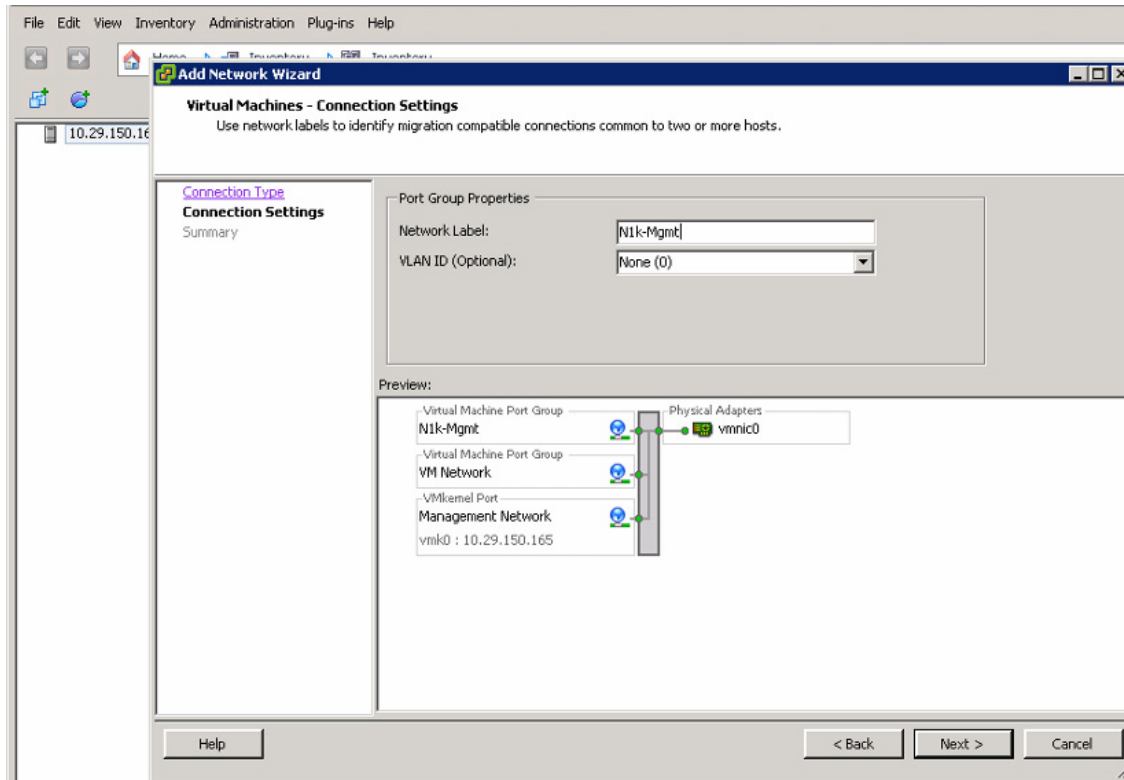 File Edit View Inventory Administration Plug-ins Help
Home Inventory Inventory
Add Network Wizard
Virtual Machines - Connection Settings
Use network labels to identify migration compatible connections common to two or more hosts.
10.29.150.16
Connection Type
Connection Settings
Summary
Port Group Properties
Network Label: N1k-Mgmt
VLAN ID (Optional): None (0)
Preview:
Virtual Machine Port Group
N1k-Mgmt
Virtual Machine Port Group
VM Network
VMkernel Port
Management Network
vmk0 : 10.29.150.165
Physical Adapters
vmnic0
Help < Back Next > Cancel